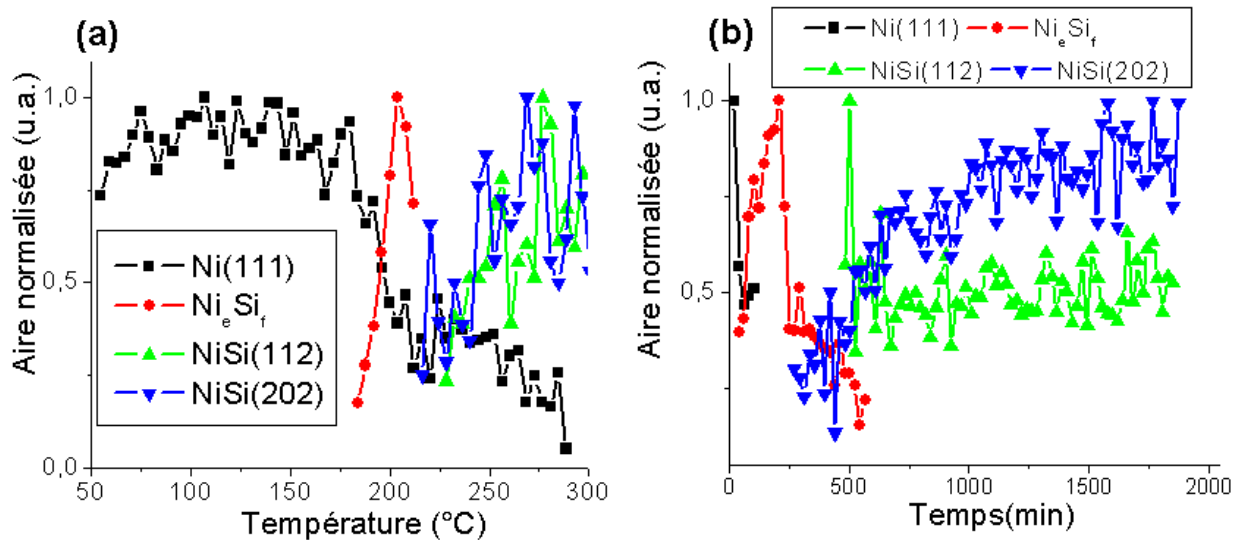 (a)
Aire normalisée (u.a.)
1,0
0,5
0,0
Ni(111)
NiₑSi_f
NiSi(112)
NiSi(202)
50 100 150 200 250 300
Température (°C)
(b)
Ni(111) NiₑSi_f
NiSi(112) NiSi(202)
Aire normalisée (u.a.)
1,0
0,5
0 500 1000 1500 2000
Temps(min)